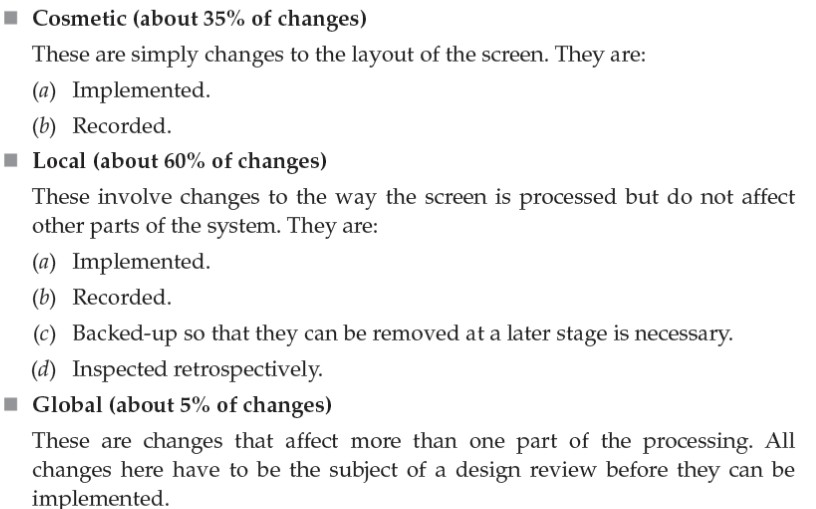 Cosmetic (about 35% of changes)
These are simply changes to the layout of the screen. They are:
(a) Implemented.
(b) Recorded.
Local (about 60% of changes)
These involve changes to the way the screen is processed but do not affect
other parts of the system. They are:
(a) Implemented.
(b) Recorded.
(c) Backed-up so that they can be removed at a later stage is necessary.
(d) Inspected retrospectively.
Global (about 5% of changes)
These are changes that affect more than one part of the processing. All
changes here have to be the subject of a design review before they can be
implemented.